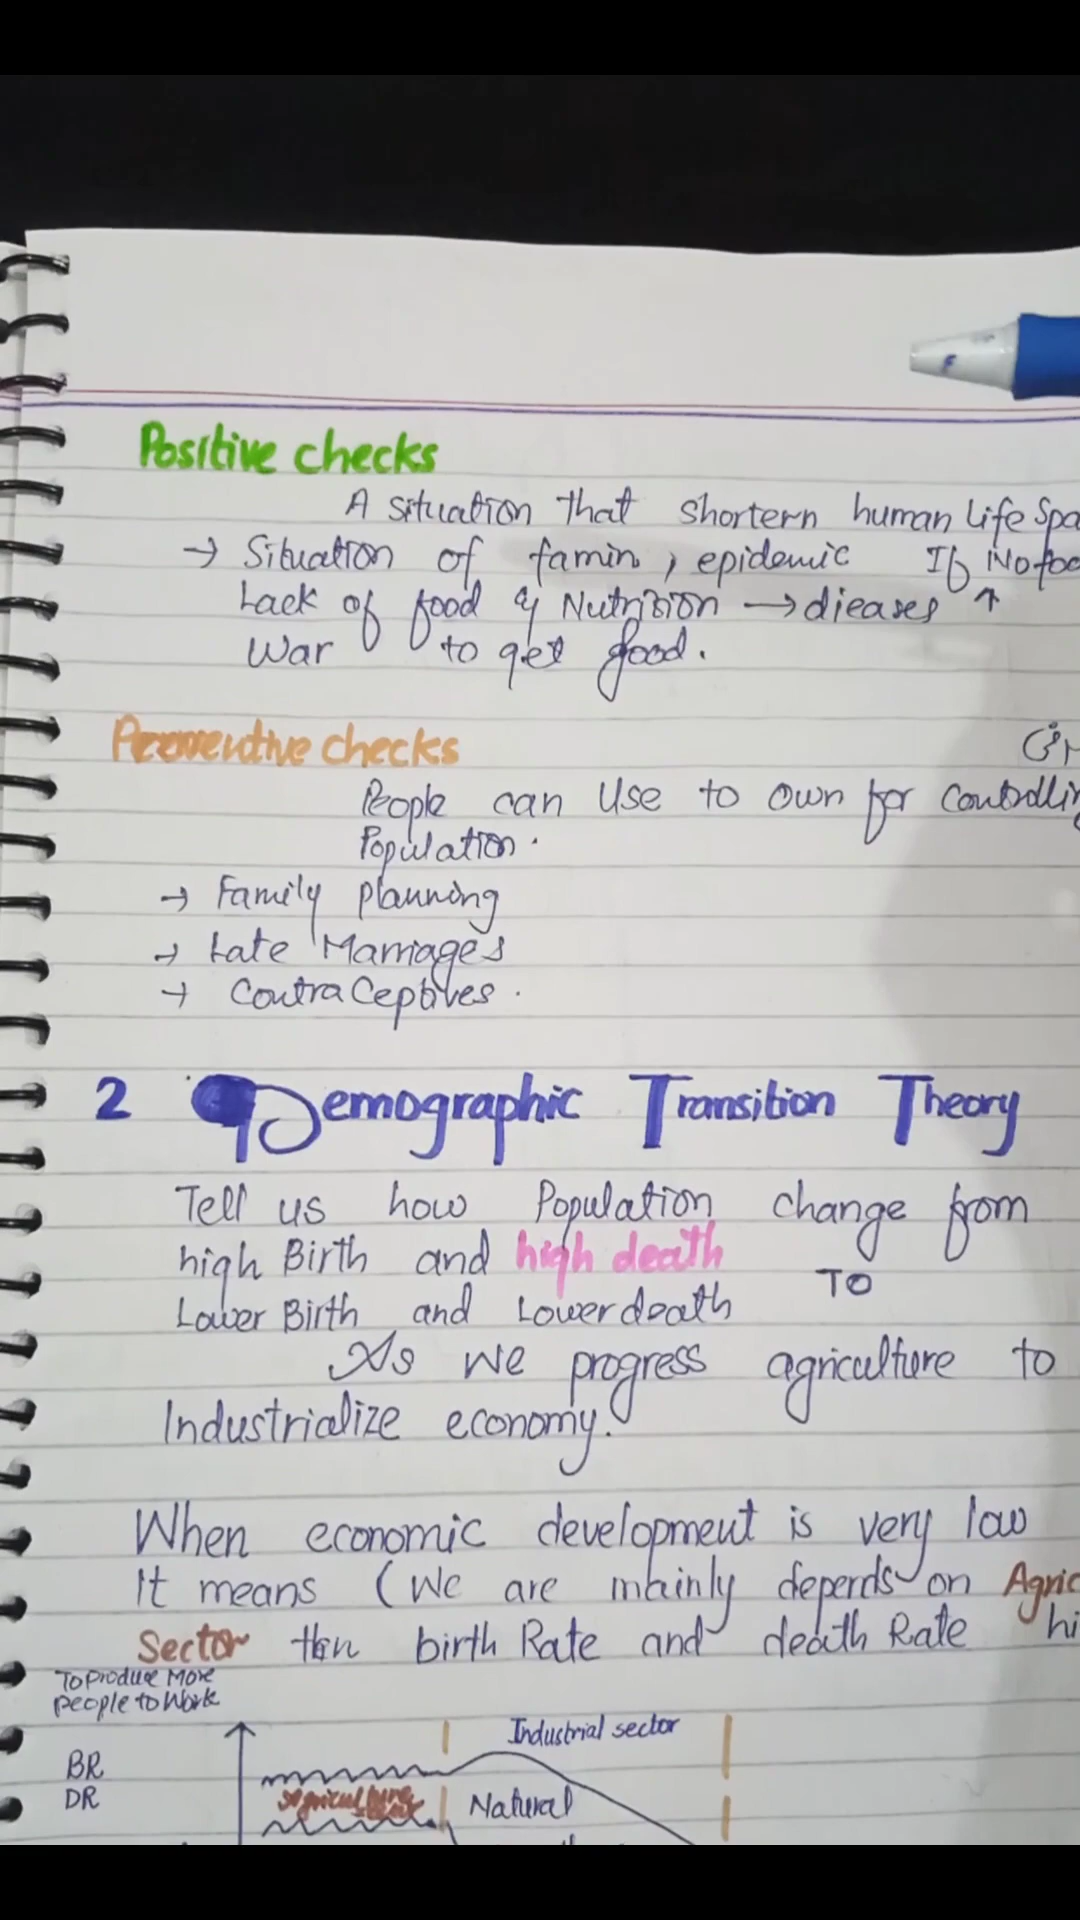 Positive checks
A situation that shortern human life Spa
→ Situation of famin, epidemic If No foo
Lack of food & Nutrition → dieases ↑
War to get food.
Preventive checks
People can use to own for Controllin
Population.
→ Family planning
→ Late Marriages
→ Contra Ceptives.
2 Demographic Transition Theory
Tell us how Population change from
high Birth and high death
TO
Lower Birth and Lower death
As we progress agriculture to
Industrialize economy.
When economic development is very low
It means (We are mainly depends on Agric
Sector then birth Rate and death Rate hi
To Produce More
people to Work
Industrial sector
BR
DR
agriculture
Natural